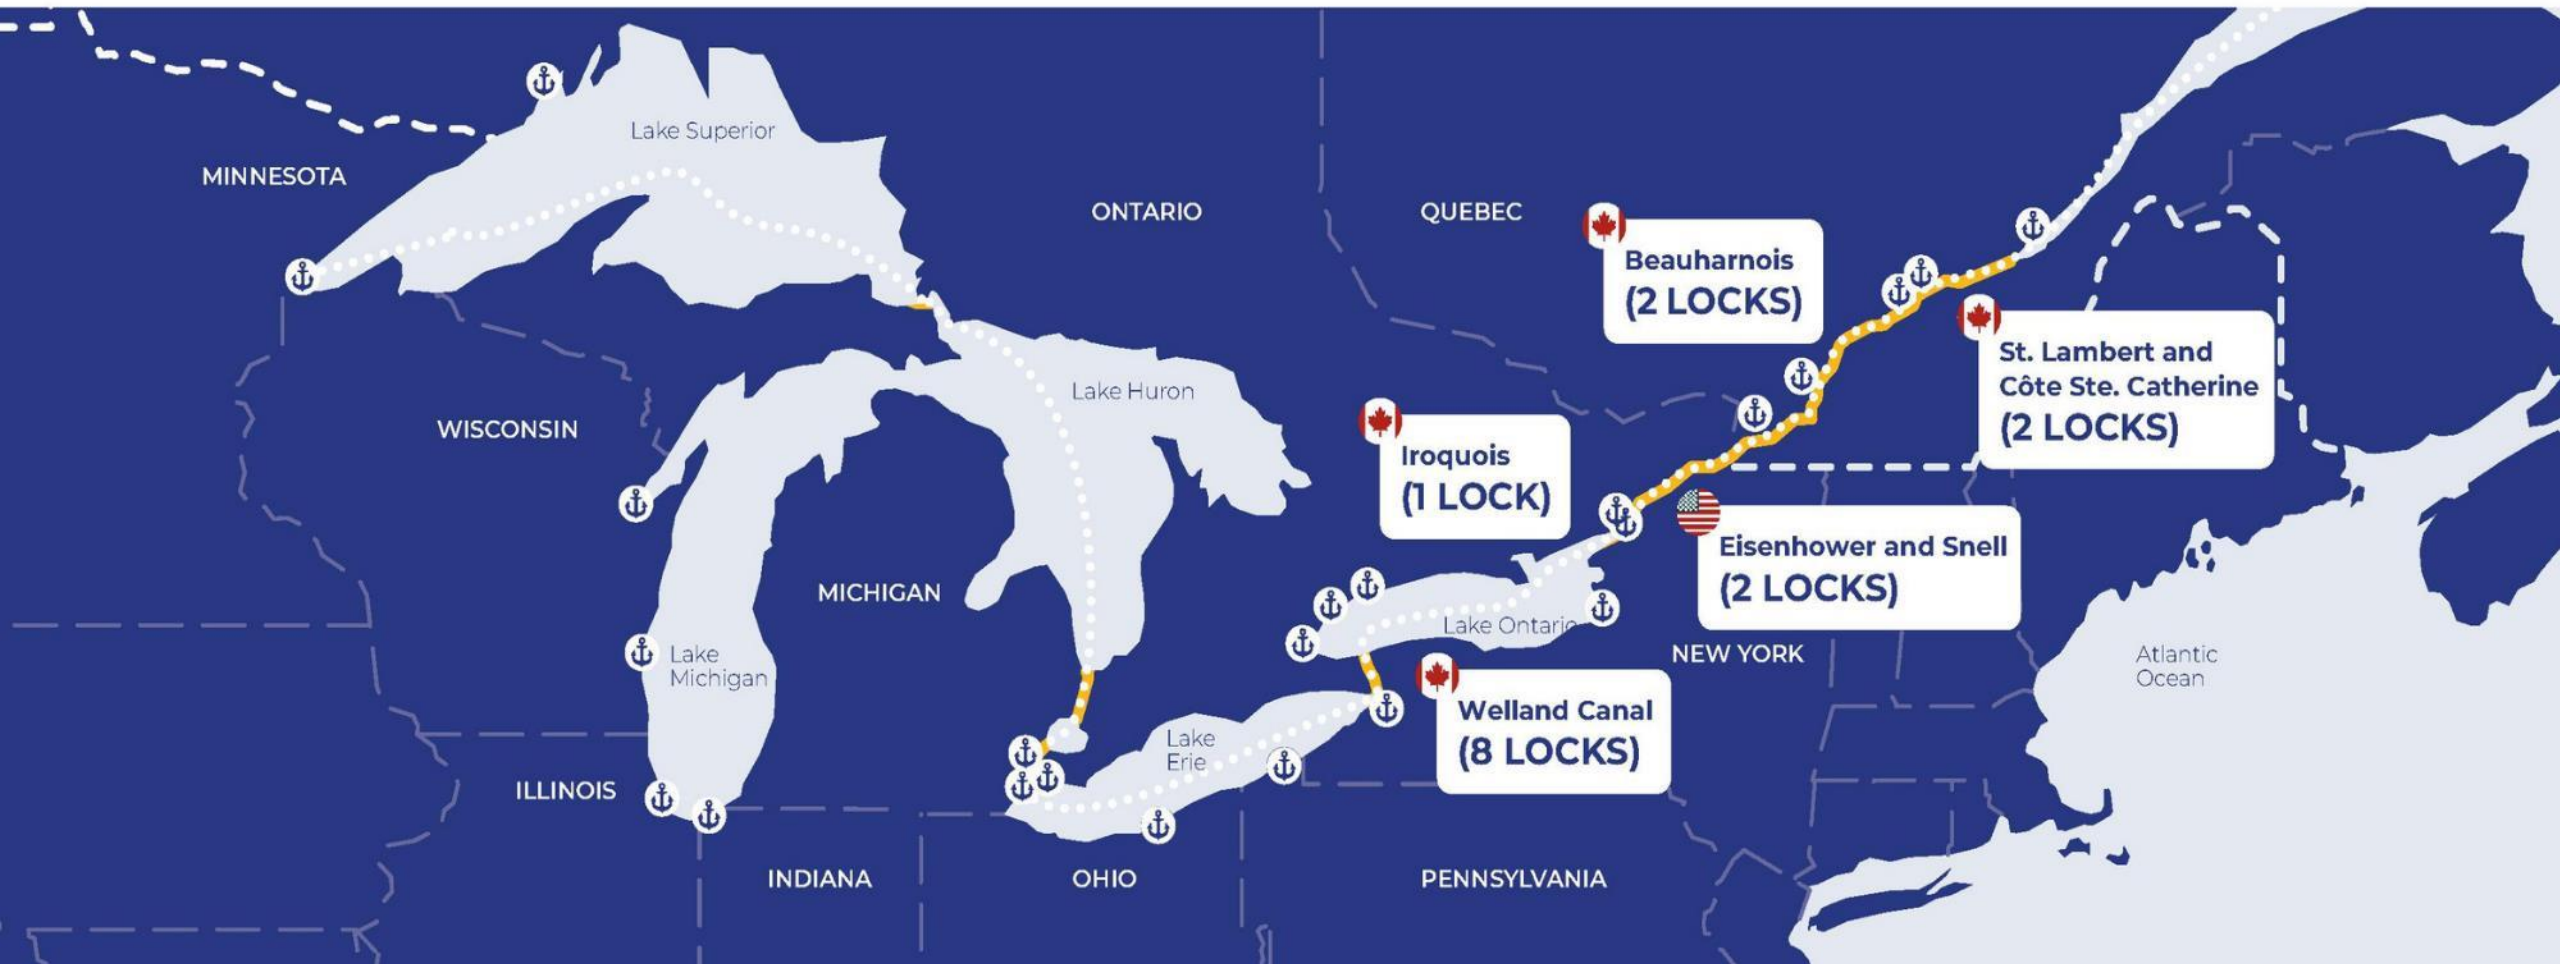 Lake Superior
MINNESOTA
ONTARIO
QUEBEC
Beauharnois
(2 LOCKS)
St. Lambert and
Côte Ste. Catherine
(2 LOCKS)
Lake Huron
WISCONSIN
Iroquois
(1 LOCK)
Eisenhower and Snell
(2 LOCKS)
MICHIGAN
Lake Ontario
NEW YORK
Lake
Michigan
Atlantic
Ocean
Welland Canal
(8 LOCKS)
Lake
Erie
ILLINOIS
INDIANA
OHIO
PENNSYLVANIA